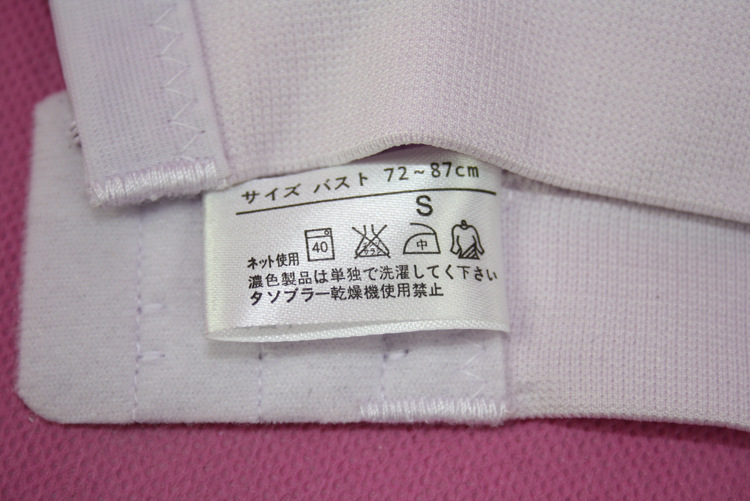 サイズ バスト 72～87cm
S
ネット使用 40 中
濃色製品は単独で洗濯してく下さい
タソブラー乾燥機使用禁止